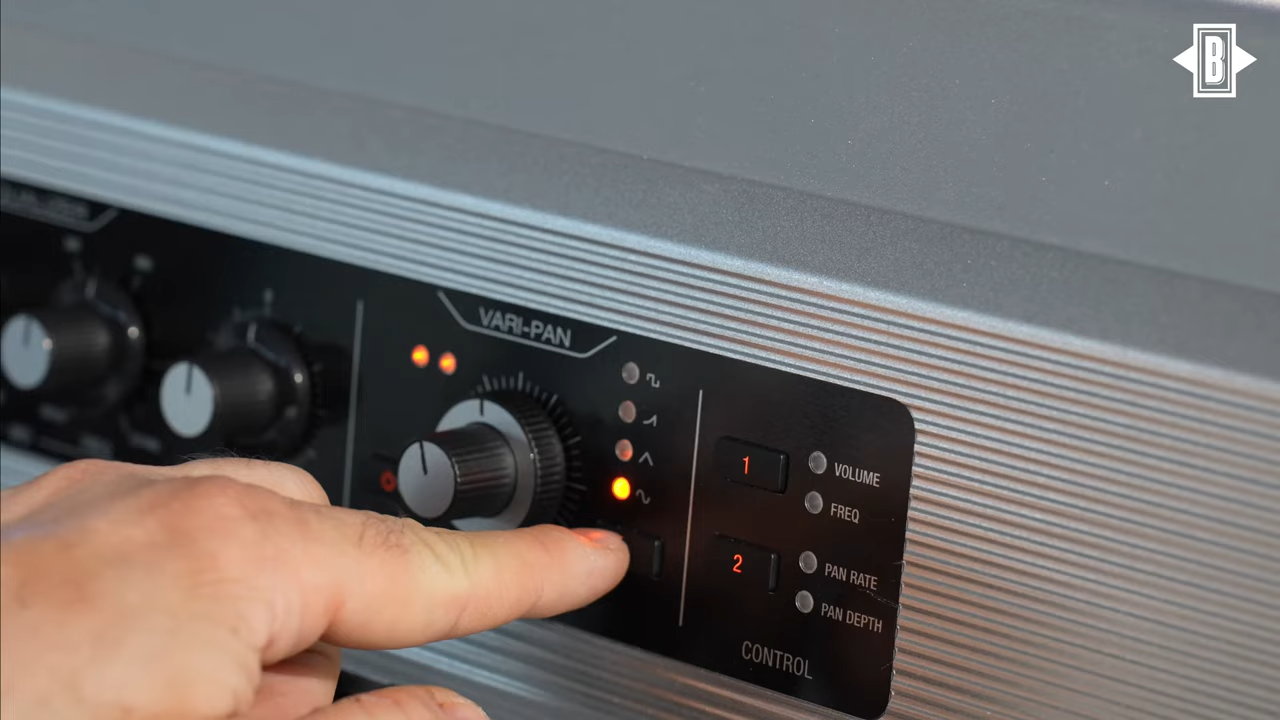 B
VARI-PAN
1
VOLUME
FREQ
2
PAN RATE
PAN DEPTH
CONTROL